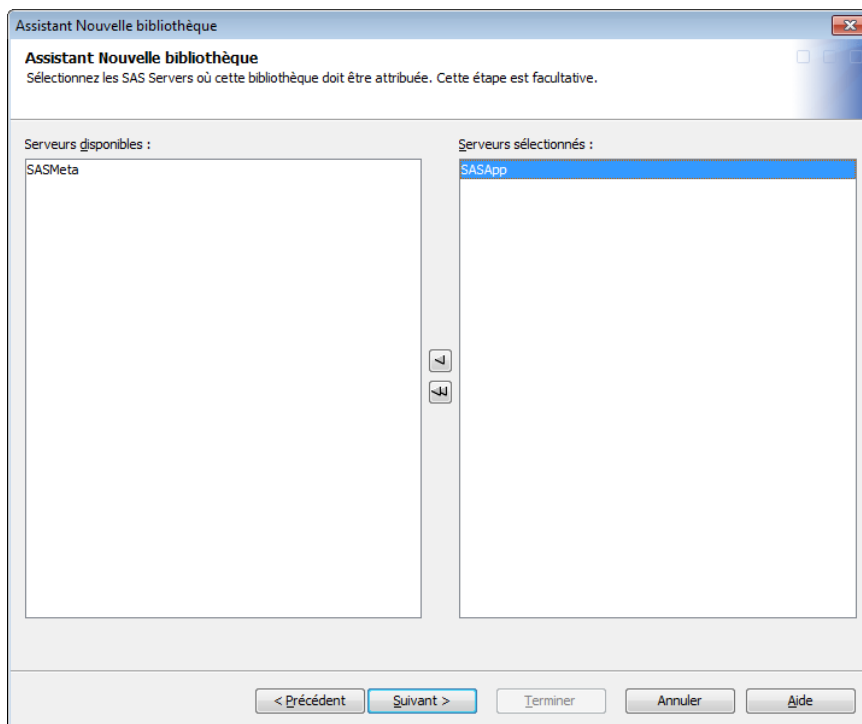 Assistant Nouvelle bibliothèque
Assistant Nouvelle bibliothèque
Sélectionnez les SAS Servers où cette bibliothèque doit être attribuée. Cette étape est facultative.
Serveurs disponibles :
Serveurs sélectionnés :
SASMeta
SASApp
< Précédent
Suivant >
Terminer
Annuler
Aide